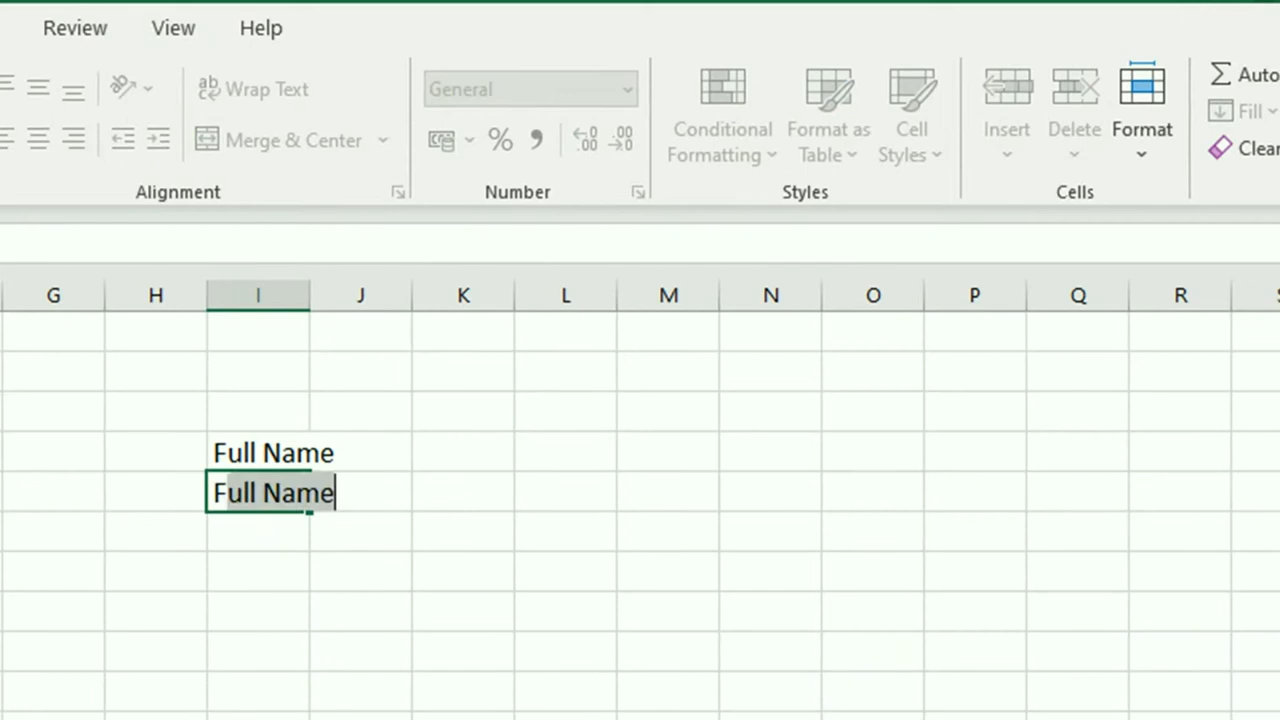 Review View Help
ab Wrap Text General Conditional Formatting Format as Table Cell Styles Insert Delete Format Auto
Fill
Merge & Center % Clear
Alignment Number Styles Cells
G H I J K L M N O P Q R
Full Name
Full Name